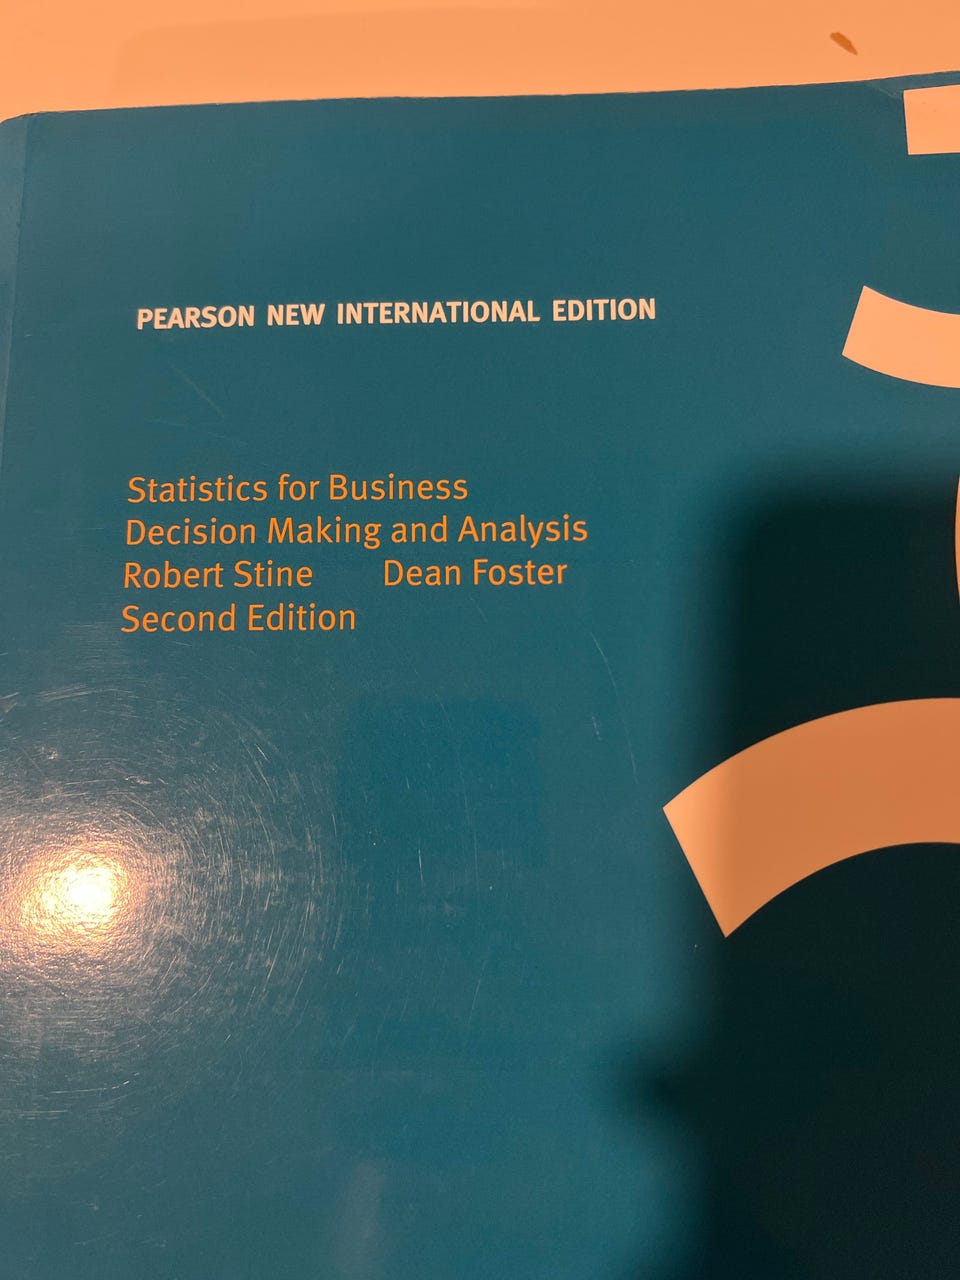 PEARSON NEW INTERNATIONAL EDITION
Statistics for Business
Decision Making and Analysis
Robert Stine Dean Foster
Second Edition